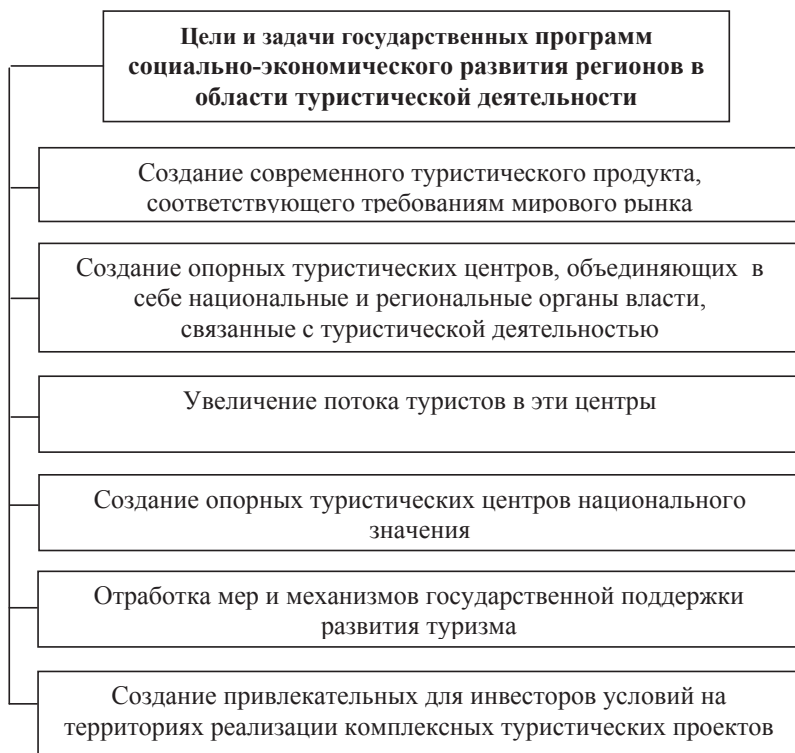 Цели и задачи государственных программ
социально-экономического развития регионов в
области туристической деятельности
Создание современного туристического продукта,
соответствующего требованиям мирового рынка
Создание опорных туристических центров, объединяющих в
себе национальные и региональные органы власти,
связанные с туристической деятельностью
Увеличение потока туристов в эти центры
Создание опорных туристических центров национального
значения
Отработка мер и механизмов государственной поддержки
развития туризма
Создание привлекательных для инвесторов условий на
территориях реализации комплексных туристических проектов